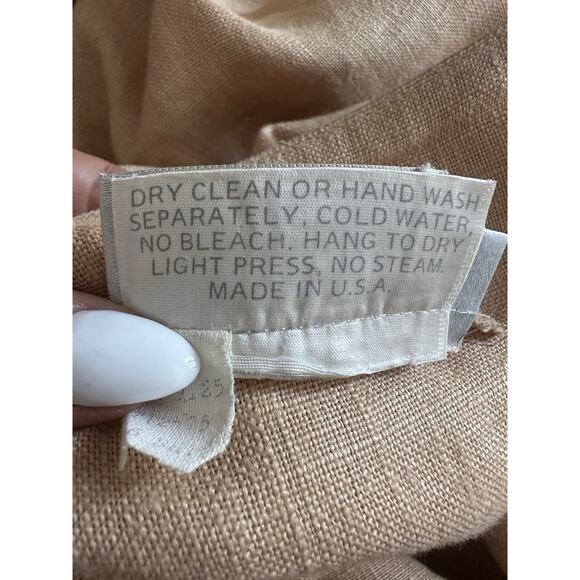 DRY CLEAN OR HAND WASH
SEPARATELY, COLD WATER,
NO BLEACH. HANG TO DRY
LIGHT PRESS, NO STEAM.
MADE IN U.S.A.
25